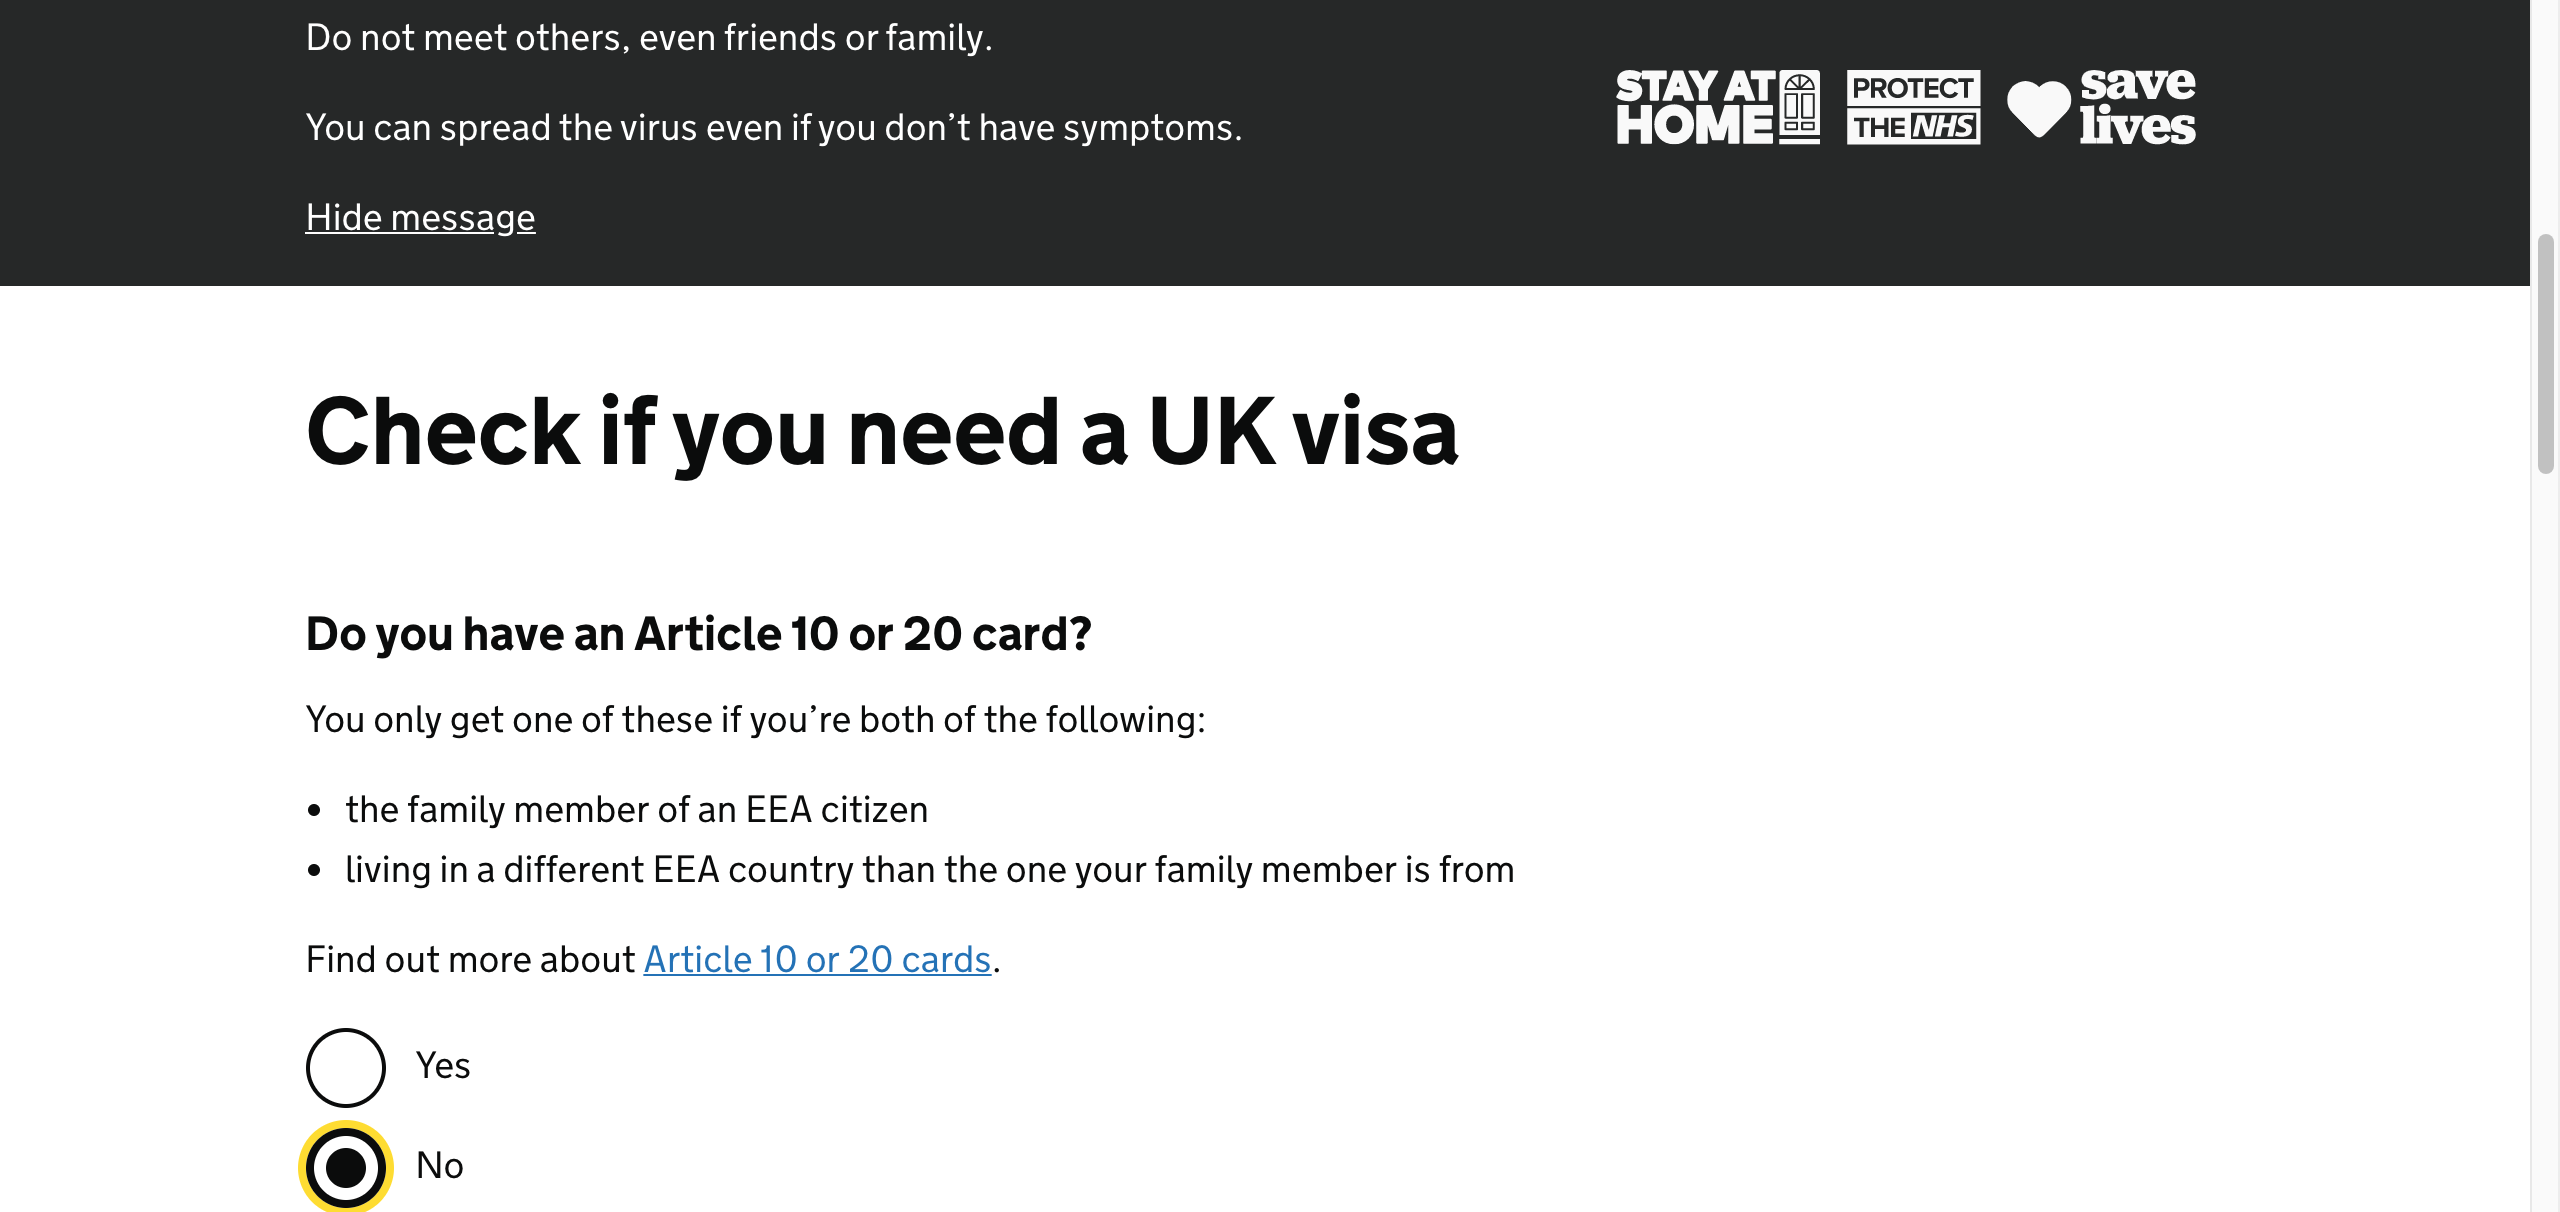 Do not meet others, even friends or family.
You can spread the virus even if you don’t have symptoms.
Hide message
STAY AT
HOME
PROTECT
THE NHS
save
lives
Check if you need a UK visa
Do you have an Article 10 or 20 card?
You only get one of these if you’re both of the following:
• the family member of an EEA citizen
• living in a different EEA country than the one your family member is from
Find out more about Article 10 or 20 cards.
Yes
No